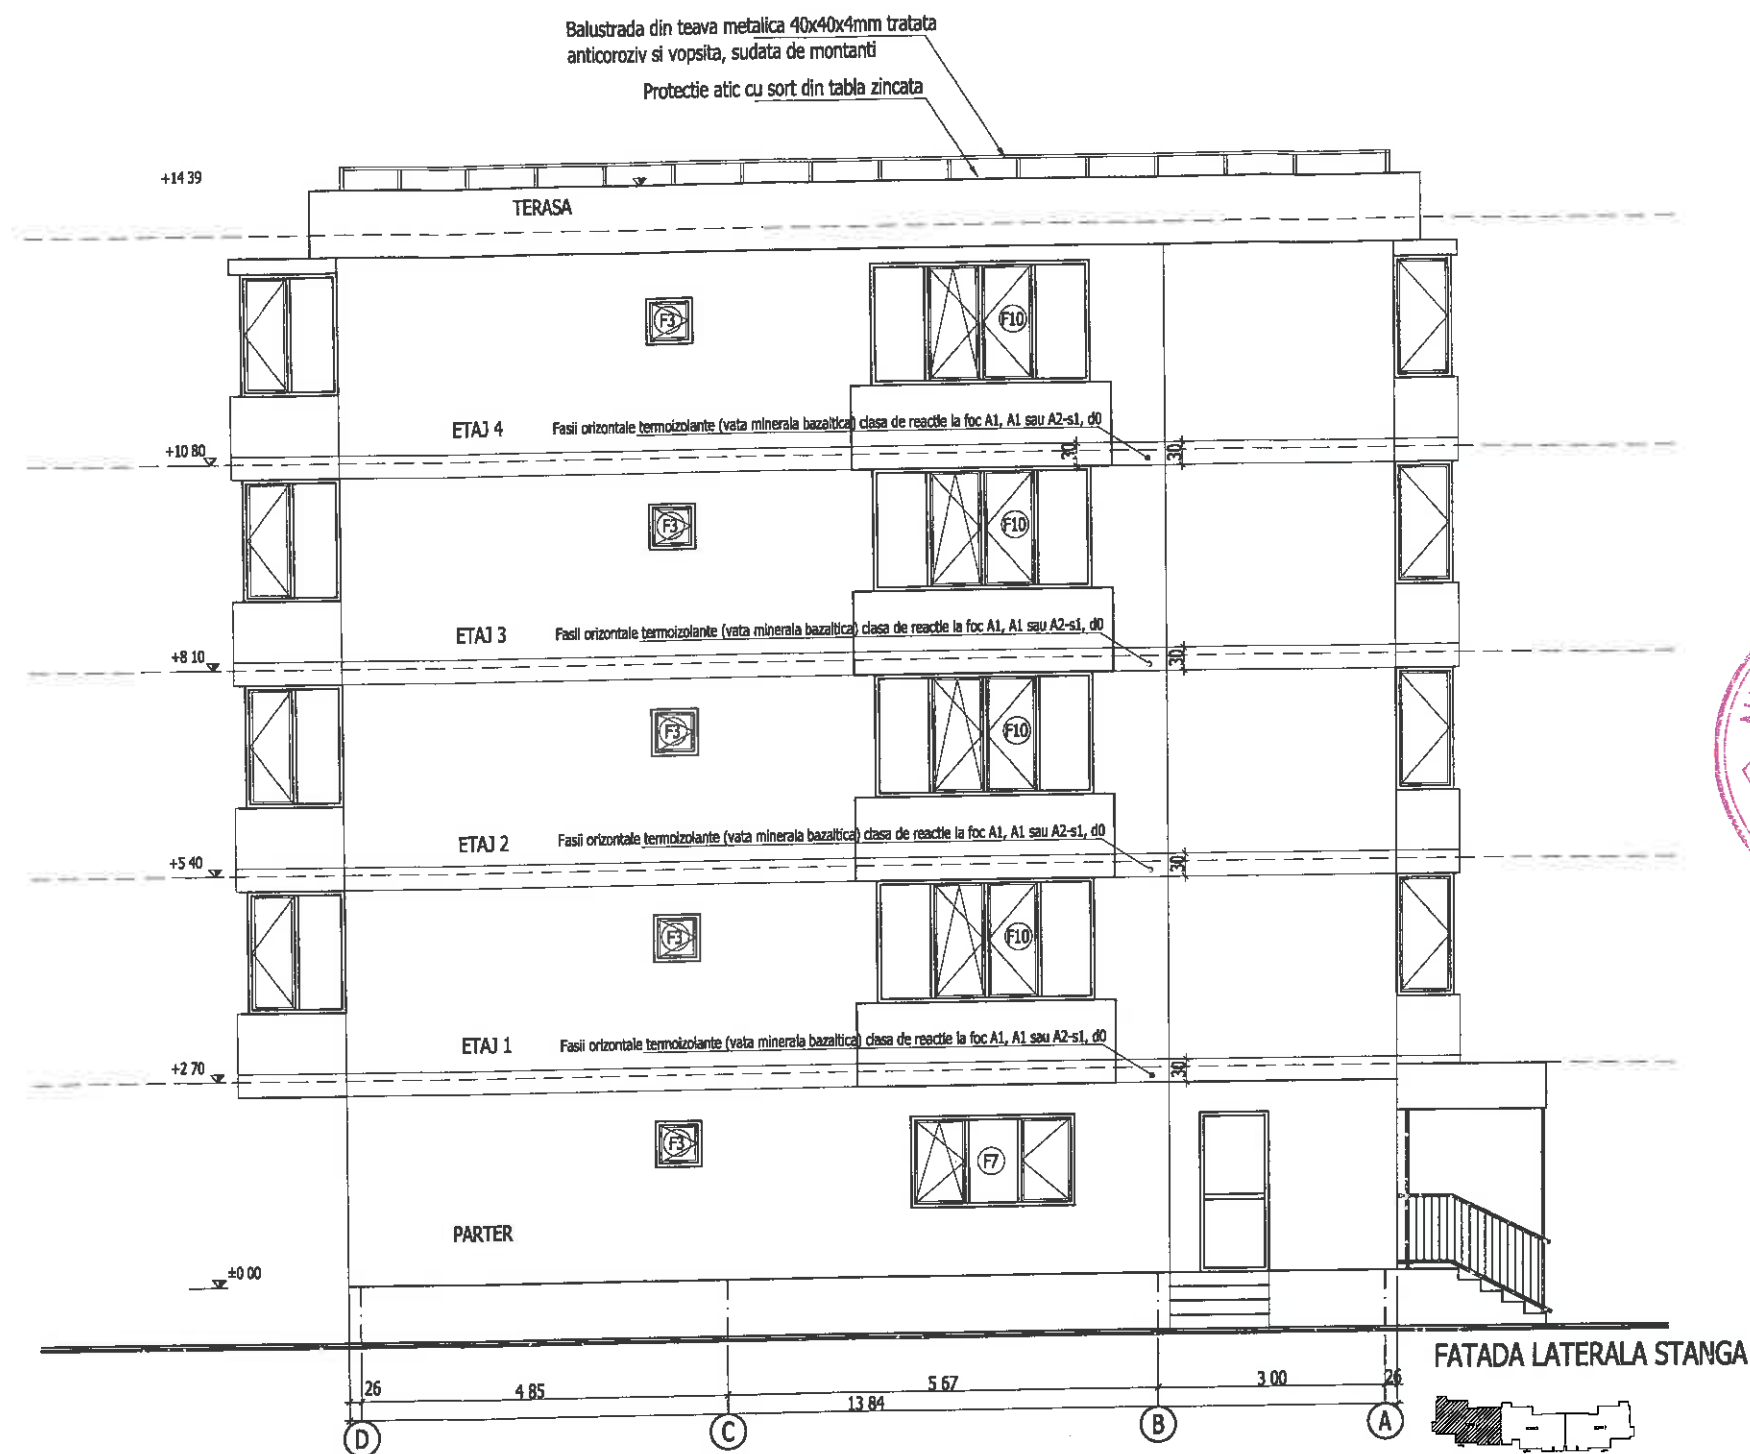 Balustrada din teava metalica 40x40x4mm tratata
anticoroziv si vopsita, sudata de montanti
Protectie atic cu sort din tabla zincata
+14 39
TERASA
F3
F10
ETAJ 4
Fasii orizontale termoizolante (vata minerala bazaltica) clasa de reactie la foc A1, A1 sau A2-s1, d0
+10 80
30
30
F3
F10
ETAJ 3
Fasii orizontale termoizolante (vata minerala bazaltica) clasa de reactie la foc A1, A1 sau A2-s1, d0
+8 10
30
F3
F10
ETAJ 2
Fasii orizontale termoizolante (vata minerala bazaltica) clasa de reactie la foc A1, A1 sau A2-s1, d0
+5 40
30
F3
F10
ETAJ 1
Fasii orizontale termoizolante (vata minerala bazaltica) clasa de reactie la foc A1, A1 sau A2-s1, d0
+2 70
30
F3
F7
PARTER
±0 00
FATADA LATERALA STANGA
26
4 85
5 67
3 00
26
13 84
D
C
B
A